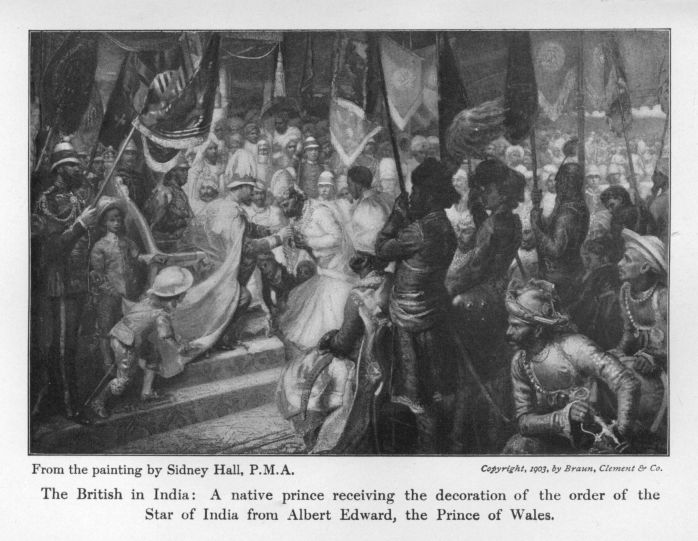 From the painting by Sidney Hall, P.M.A.
Copyright, 1903, by Braun, Clement & Co.
The British in India: A native prince receiving the decoration of the order of the
Star of India from Albert Edward, the Prince of Wales.